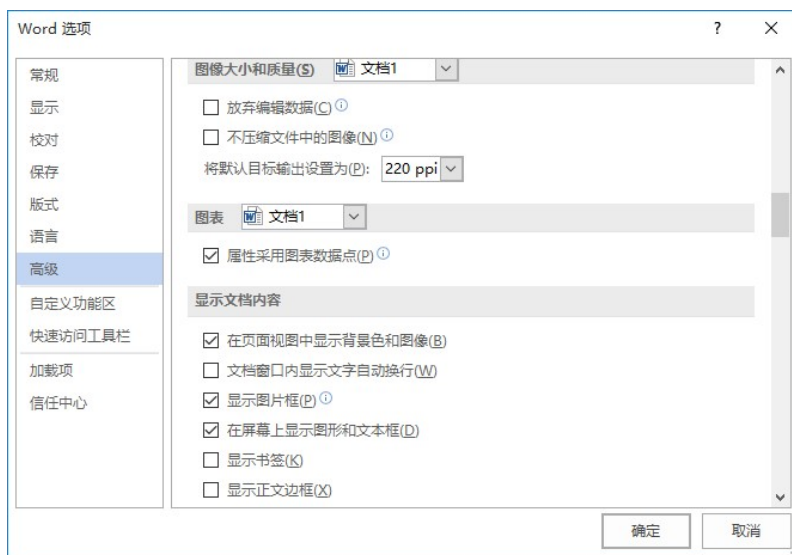 Word 选项
常规
显示
校对
保存
版式
语言
高级
自定义功能区
快速访问工具栏
加载项
信任中心
图像大小和质量(S) 文档1
放弃编辑数据(C)
不压缩文件中的图像(N)
将默认目标输出设置为(P): 220 ppi
图表 文档1
属性采用图表数据点(P)
显示文档内容
在页面视图中显示背景色和图像(B)
文档窗口内显示文字自动换行(W)
显示图片框(P)
在屏幕上显示图形和文本框(D)
显示书签(K)
显示正文边框(X)
确定 取消